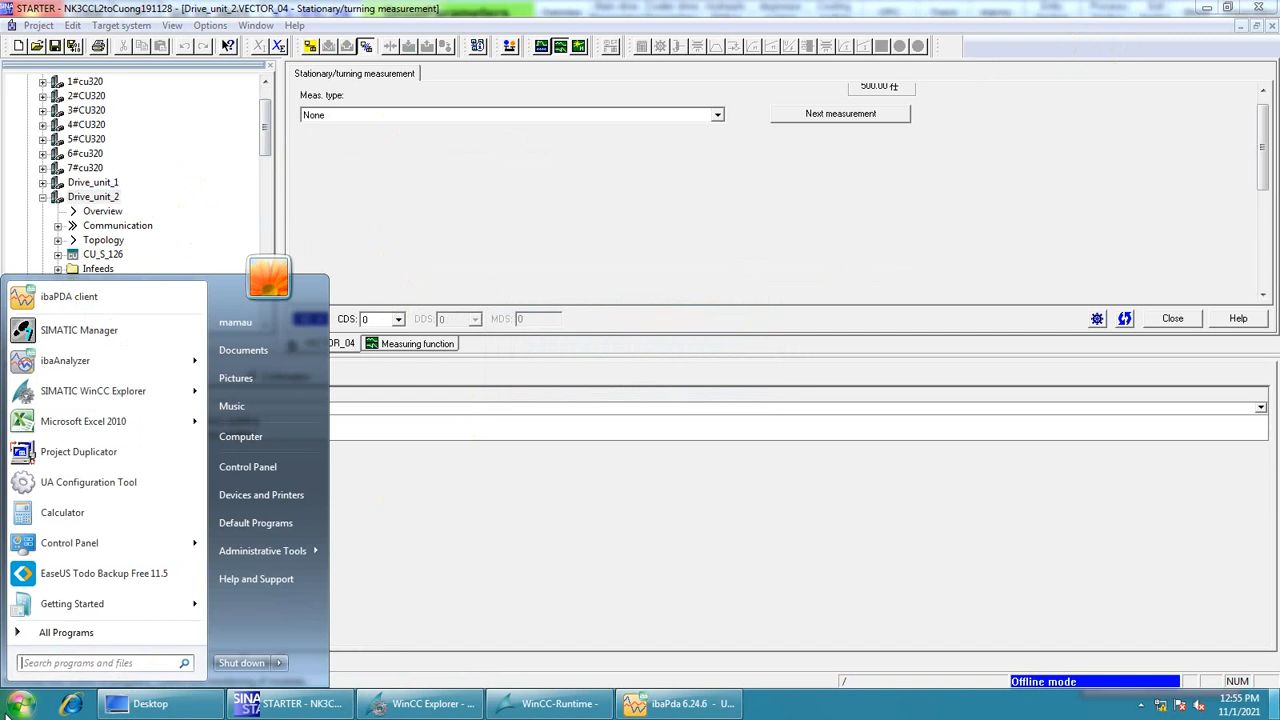 STARTER - NK3CCL2toCuong191128 - [Drive_unit_2.VECTOR_04 - Stationary/turning measurement]
Project Edit Target system View Options Window Help
1#cu320
2#CU320
3#CU320
4#CU320
5#CU320
6#cu320
7#cu320
Drive_unit_1
Drive_unit_2
Overview
Communication
Topology
CU_S_126
Infeeds
Stationary/turning measurement
Meas. type:
500.00
None
Next measurement
CDS: 0 DDS: 0 MDS: 0
Close Help
OR_04 Measuring function
ibaPDA client
SIMATIC Manager
ibaAnalyzer
SIMATIC WinCC Explorer
Microsoft Excel 2010
Project Duplicator
UA Configuration Tool
Calculator
Control Panel
EaseUS Todo Backup Free 11.5
Getting Started
All Programs
Search programs and files
mamau
Documents
Pictures
Music
Computer
Control Panel
Devices and Printers
Default Programs
Administrative Tools
Help and Support
Shut down
/ Offline mode NUM
Desktop
STARTER - NK3C...
WinCC Explorer - ...
WinCC-Runtime - ...
ibaPda 6.24.6 - U...
12:55 PM
11/1/2021